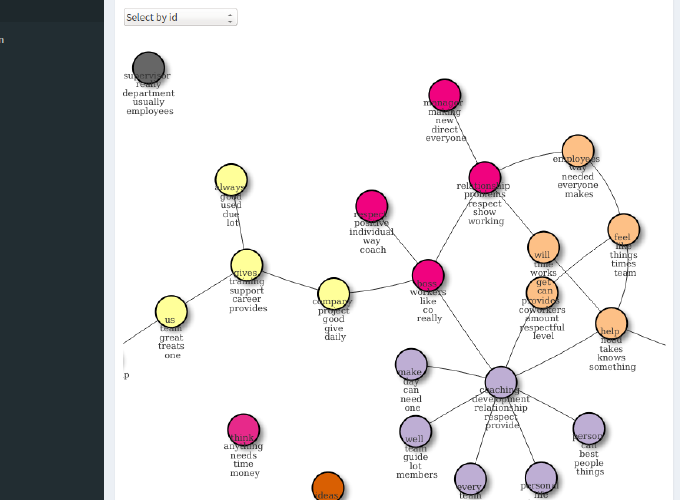 Select by id
n
supervisor
really
department
usually
employees
manager
making
new
direct
everyone
employees
way
needed
everyone
makes
relationship
problems
respect
show
working
always
good
used
due
lot
respect
positive
individual
way
coach
feel
help
things
times
team
will
time
works
get
can
provides
coworkers
amount
respectful
level
gives
training
support
career
provides
boss
workers
like
co
really
company
project
good
give
daily
us
team
great
treats
one
help
need
takes
knows
something
p
make
day
can
need
one
coaching
development
relationship
respect
provide
think
anything
needs
time
money
well
team
guide
lot
members
person
can
best
people
things
every
team
personal
life
ideas